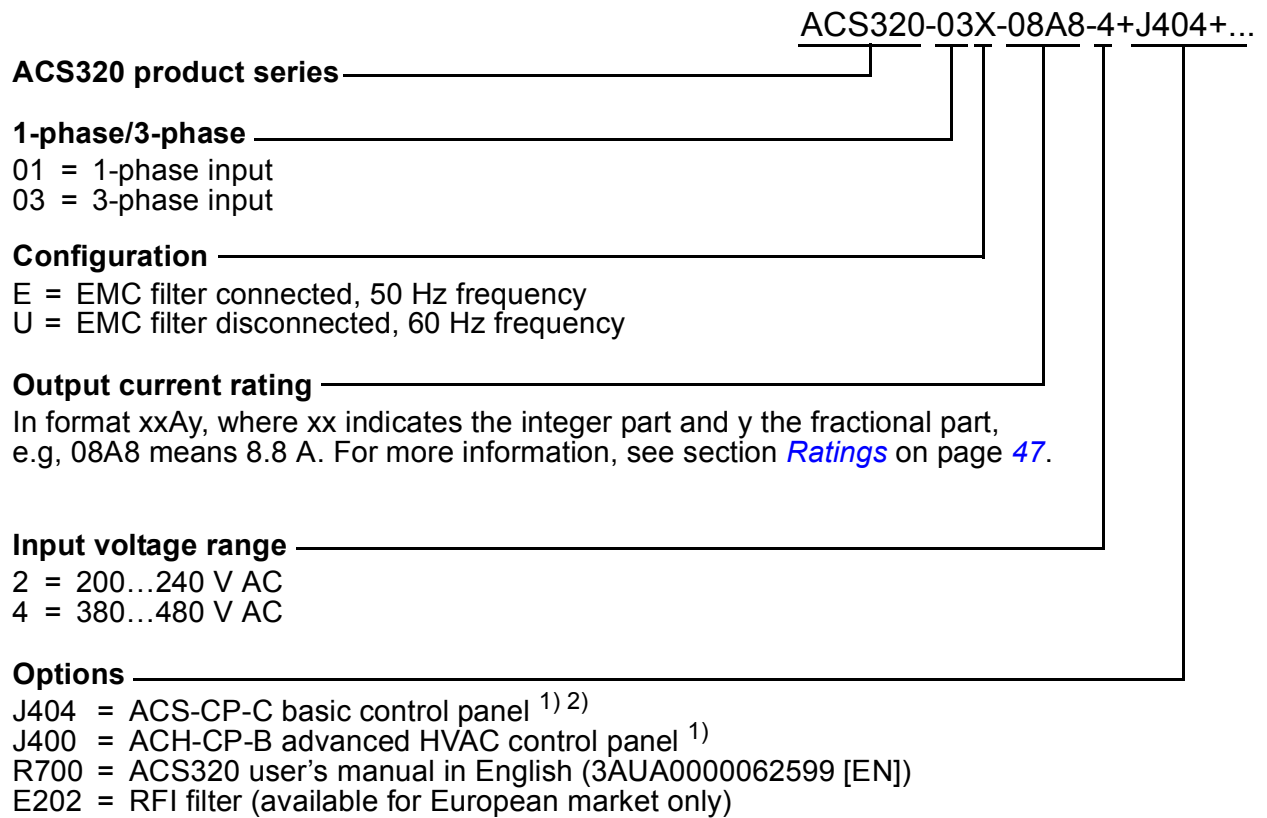 ACS320-03X-08A8-4+J404+...
ACS320 product series
1-phase/3-phase
01 = 1-phase input
03 = 3-phase input
Configuration
E = EMC filter connected, 50 Hz frequency
U = EMC filter disconnected, 60 Hz frequency
Output current rating
In format xxAy, where xx indicates the integer part and y the fractional part,
e.g, 08A8 means 8.8 A. For more information, see section Ratings on page 47.
Input voltage range
2 = 200…240 V AC
4 = 380…480 V AC
Options
J404 = ACS-CP-C basic control panel 1) 2)
J400 = ACH-CP-B advanced HVAC control panel 1)
R700 = ACS320 user’s manual in English (3AUA0000062599 [EN])
E202 = RFI filter (available for European market only)